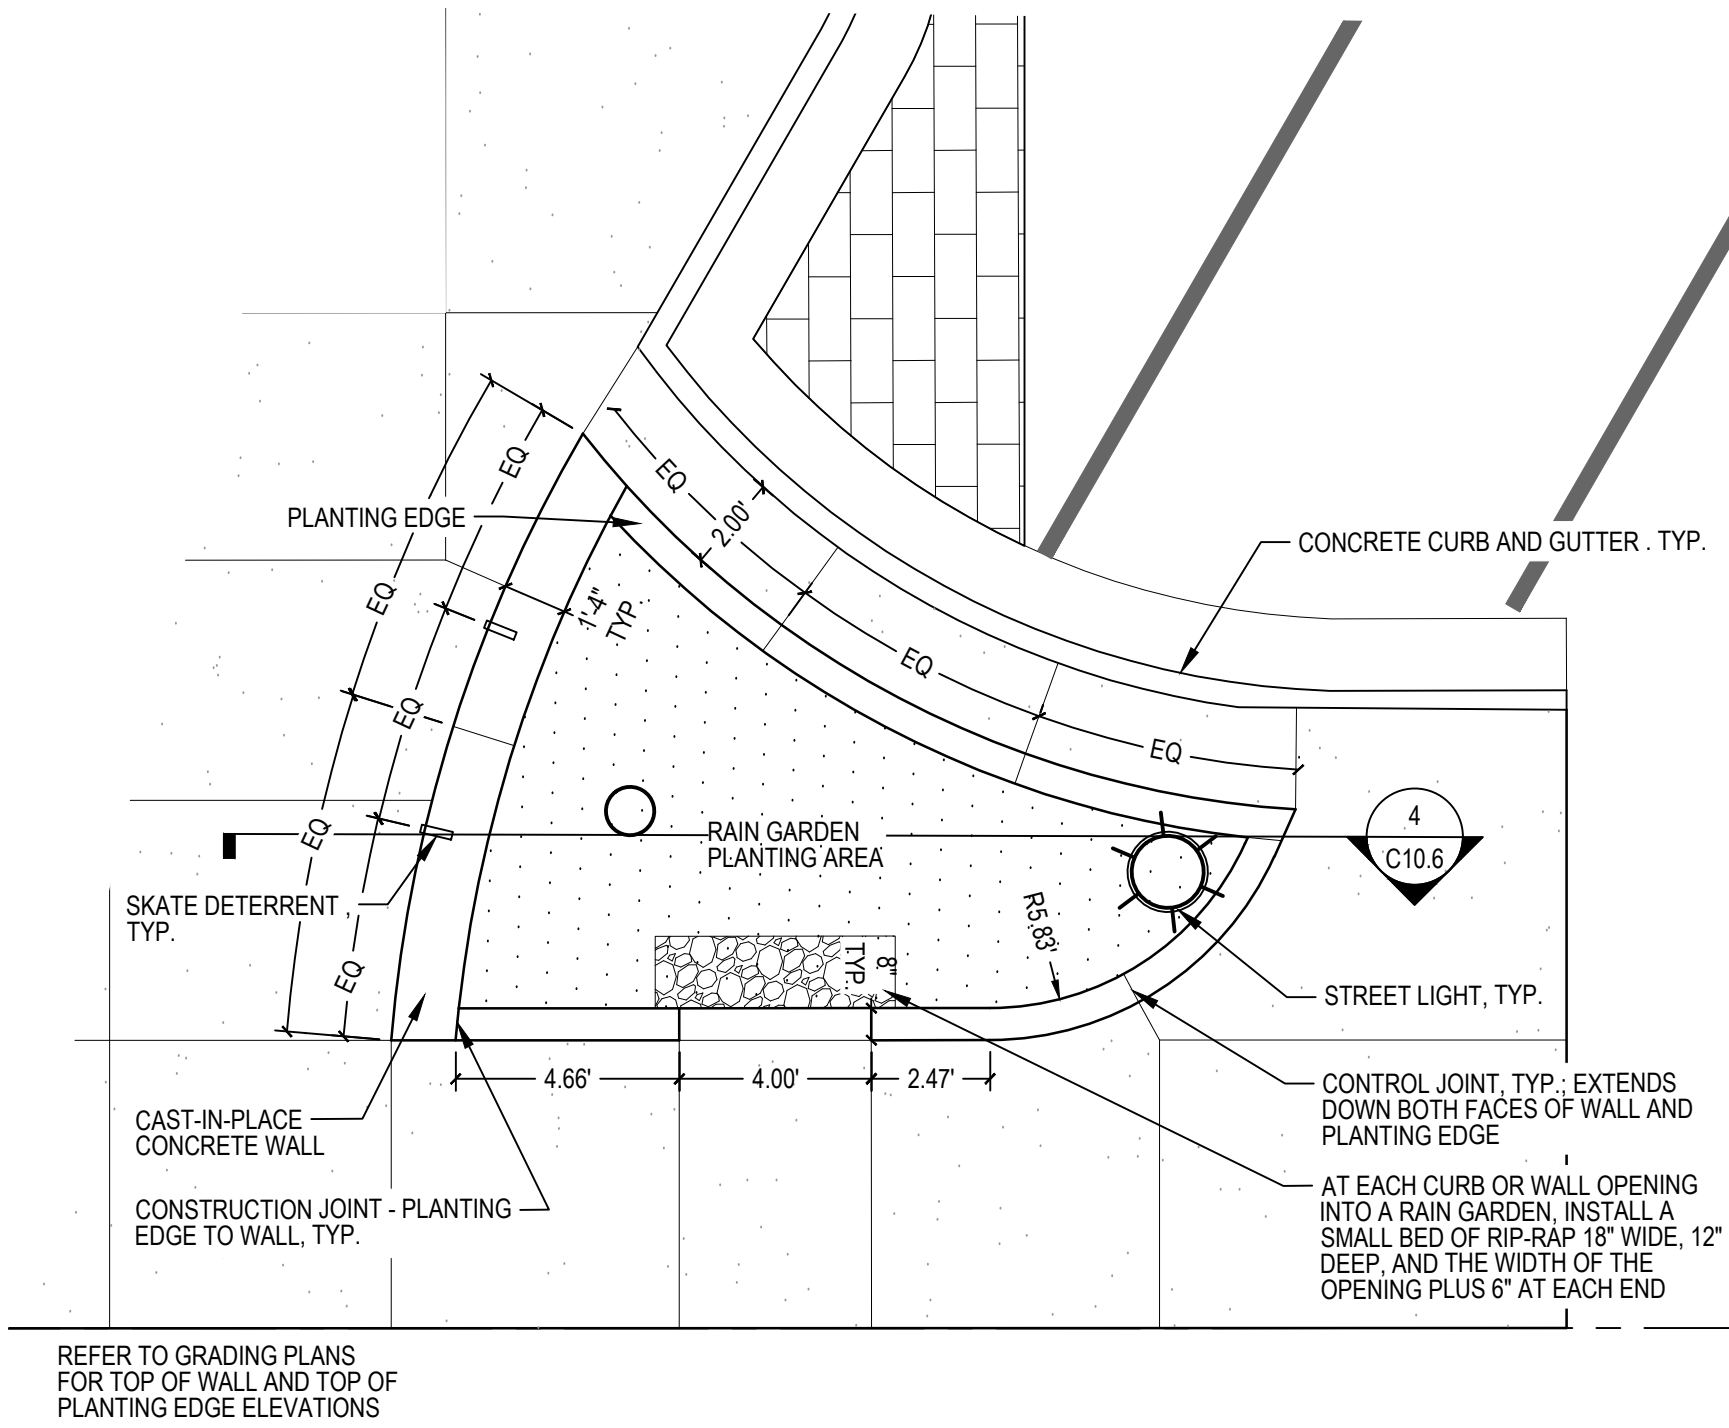 EQ
EQ
PLANTING EDGE
2.00'
CONCRETE CURB AND GUTTER . TYP.
EQ
1'-4"
TYP.
EQ
EQ
EQ
EQ
4
C10.6
RAIN GARDEN
PLANTING AREA
SKATE DETERRENT ,
TYP.
EQ
R5.83'
8"
TYP.
STREET LIGHT, TYP.
4.66'
4.00'
2.47'
CAST-IN-PLACE
CONCRETE WALL
CONTROL JOINT, TYP.; EXTENDS
DOWN BOTH FACES OF WALL AND
PLANTING EDGE
CONSTRUCTION JOINT - PLANTING
EDGE TO WALL, TYP.
AT EACH CURB OR WALL OPENING
INTO A RAIN GARDEN, INSTALL A
SMALL BED OF RIP-RAP 18" WIDE, 12"
DEEP, AND THE WIDTH OF THE
OPENING PLUS 6" AT EACH END
REFER TO GRADING PLANS
FOR TOP OF WALL AND TOP OF
PLANTING EDGE ELEVATIONS